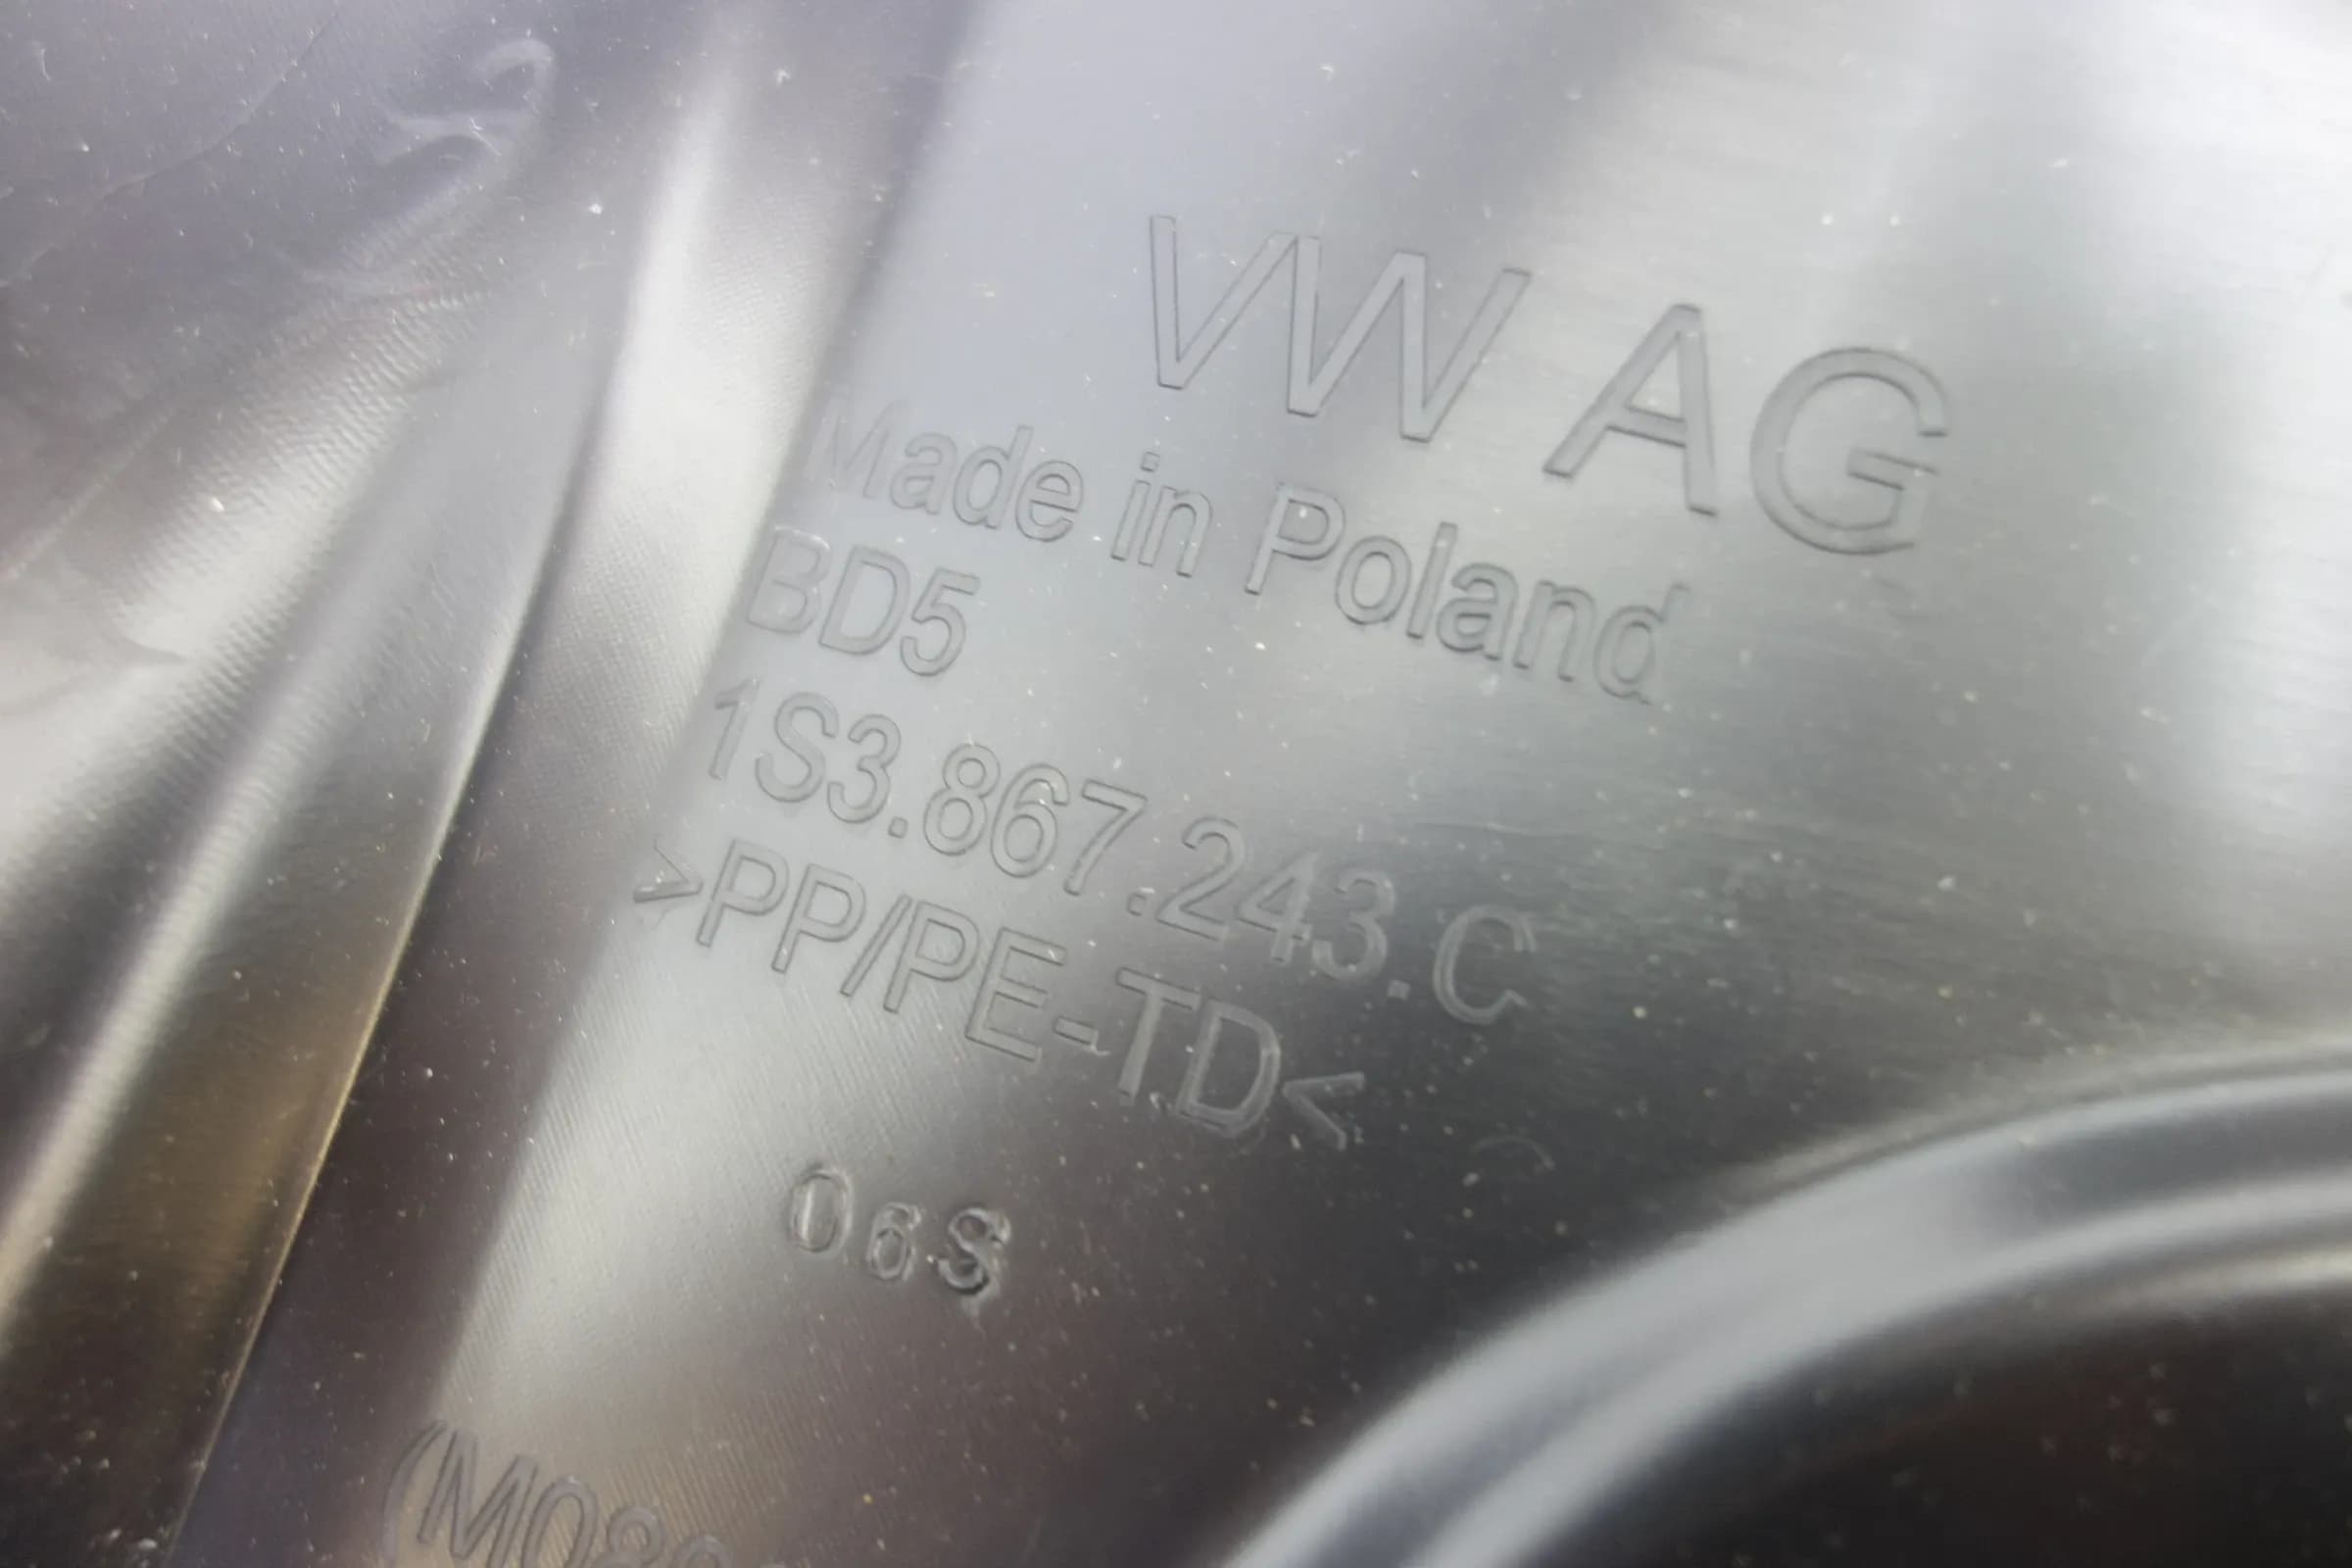 VW AG
Made in Poland
BD5
1S3.867.243.C
>PP/PE-TD<
06S